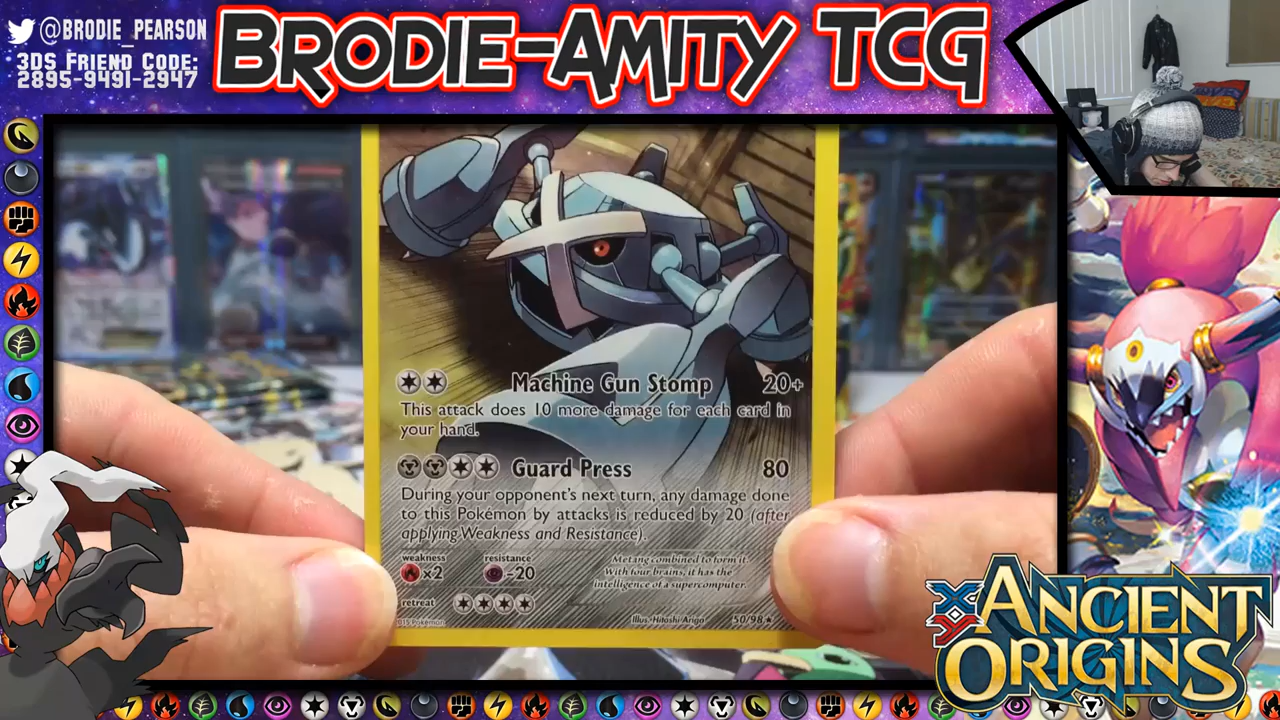 @BRODIE_PEARSON
3DS FRIEND CODE:
2895-9491-2947
BRODIE-AMITY TCG
Machine Gun Stomp 20+
This attack does 10 more damage for each card in
your hand.
Guard Press 80
During your opponent's next turn, any damage done
to this Pokémon by attacks is reduced by 20 (after
applying Weakness and Resistance).
weakness resistance
×2 -20
Metang combined to form it.
With four brains, it has the
intelligence of a supercomputer.
retreat
Illus. Hitoshi Ariga 50/98
XY
ANCIENT
ORIGINS